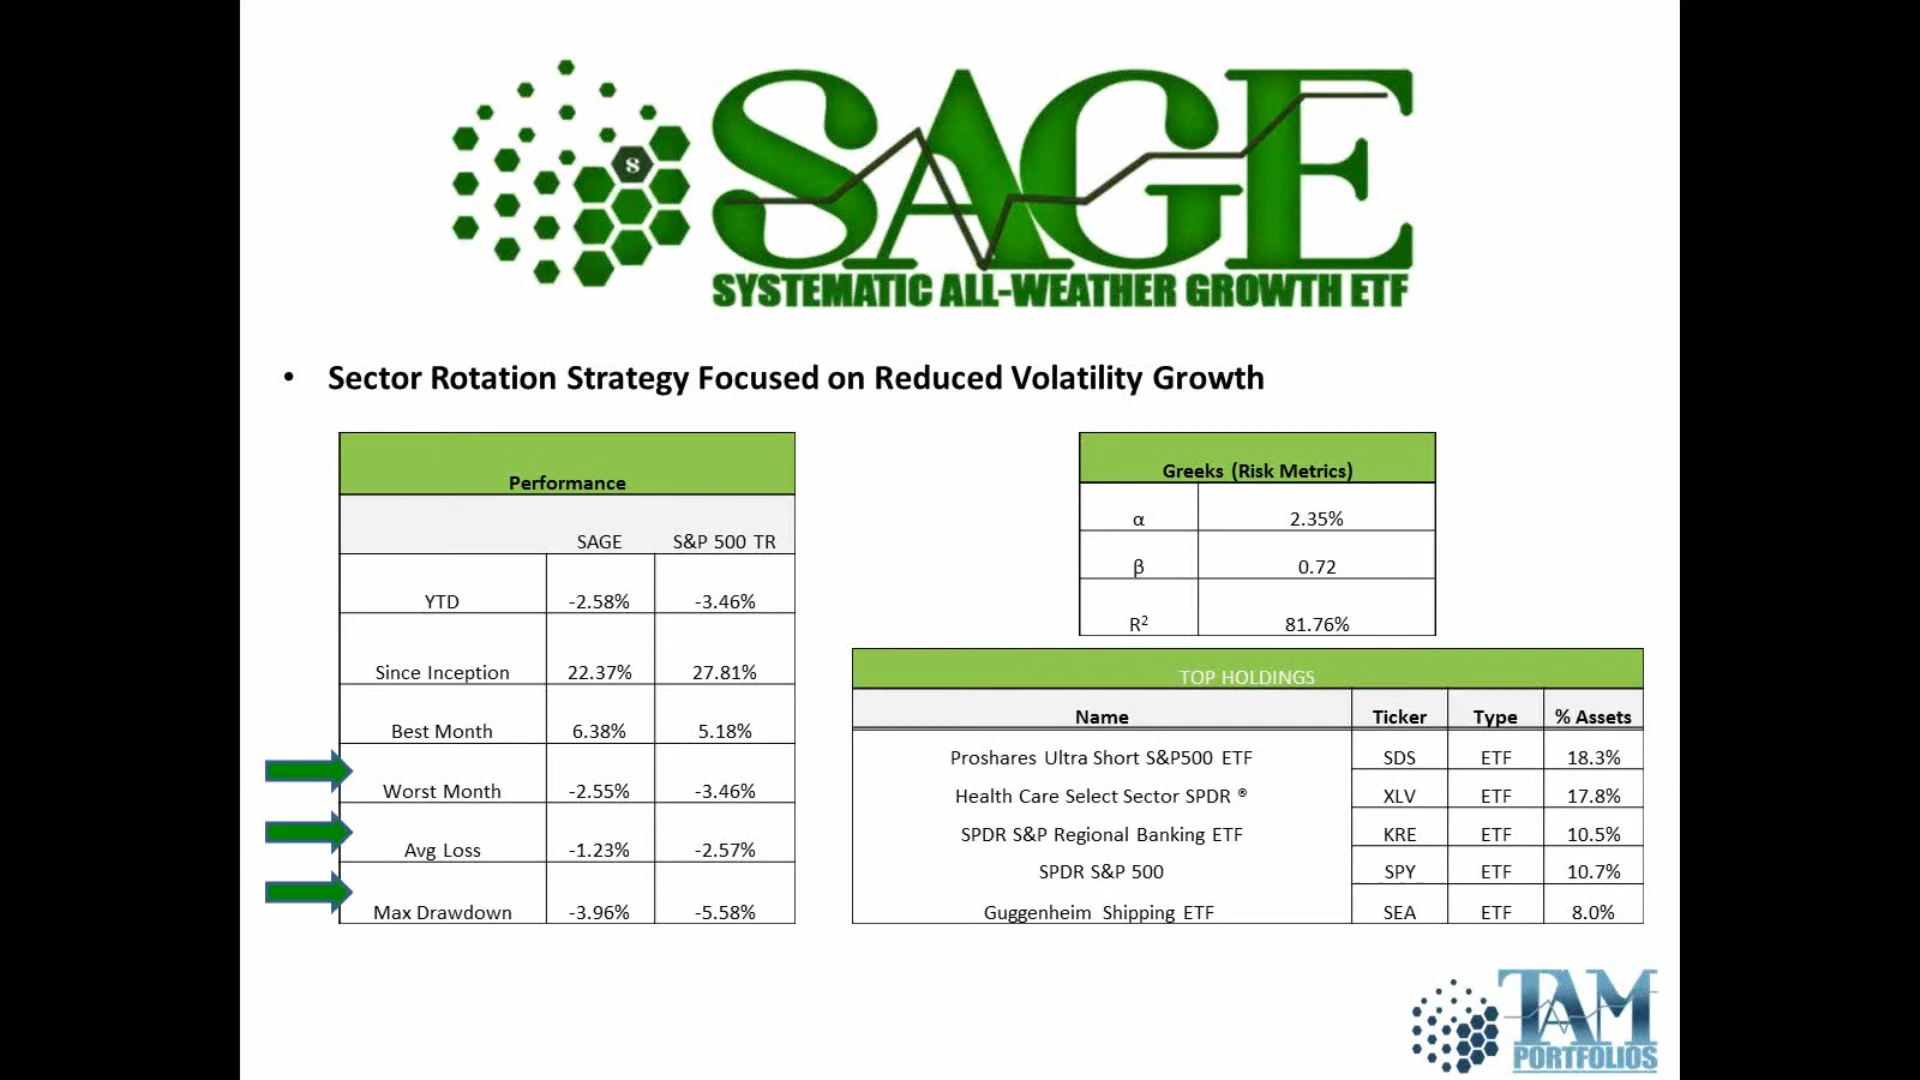 8
SAGE
SYSTEMATIC ALL-WEATHER GROWTH ETF
• Sector Rotation Strategy Focused on Reduced Volatility Growth
Performance
SAGE S&P 500 TR
YTD -2.58% -3.46%
Since Inception 22.37% 27.81%
Best Month 6.38% 5.18%
Worst Month -2.55% -3.46%
Avg Loss -1.23% -2.57%
Max Drawdown -3.96% -5.58%
Greeks (Risk Metrics)
α 2.35%
β 0.72
R² 81.76%
TOP HOLDINGS
Name Ticker Type % Assets
Proshares Ultra Short S&P500 ETF SDS ETF 18.3%
Health Care Select Sector SPDR ® XLV ETF 17.8%
SPDR S&P Regional Banking ETF KRE ETF 10.5%
SPDR S&P 500 SPY ETF 10.7%
Guggenheim Shipping ETF SEA ETF 8.0%
TAM
PORTFOLIOS